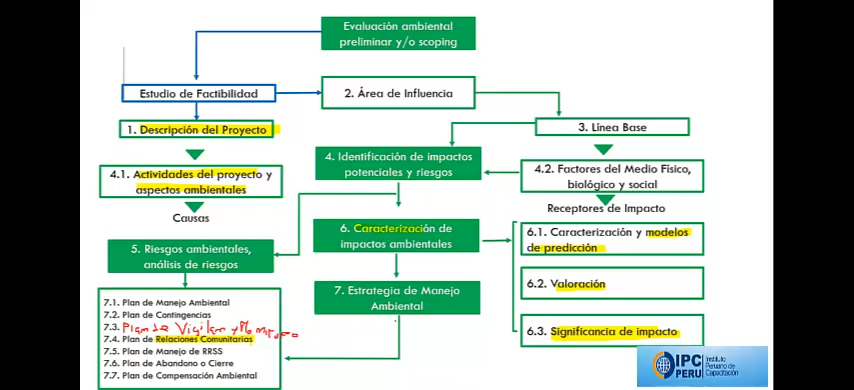 Evaluación ambiental
preliminar y/o scoping
Estudio de Factibilidad
2. Área de Influencia
1. Descripción del Proyecto
3. Línea Base
4. Identificación de impactos
potenciales y riesgos
4.1. Actividades del proyecto y
aspectos ambientales
4.2. Factores del Medio Físico,
biológico y social
Causas
Receptores de Impacto
5. Riesgos ambientales,
análisis de riesgos
6. Caracterización de
impactos ambientales
6.1. Caracterización y modelos
de predicción
6.2. Valoración
6.3. Significancia de impacto
7. Estrategia de Manejo
Ambiental
7.1. Plan de Manejo Ambiental
7.2. Plan de Contingencias
7.3. Plan de Vigilan y
7.4. Plan de Relaciones Comunitarias
7.5. Plan de Manejo de RRSS
7.6. Plan de Abandono o Cierre
7.7. Plan de Compensación Ambiental
IPC
PERU
Instituto
Peruano de
Capacitación